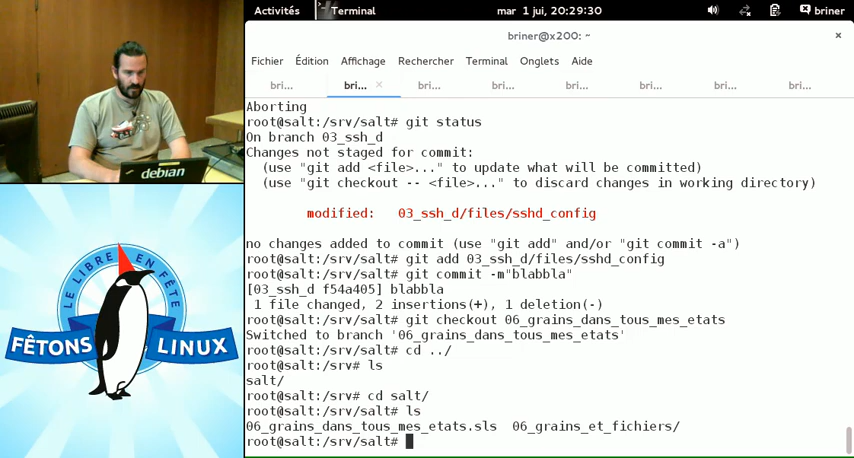 Activités Terminal mar 1 jui, 20:29:30 briner
briner@x200: ~
Fichier Édition Affichage Rechercher Terminal Onglets Aide
bri... bri... bri... bri... bri... bri... bri... bri...
Aborting
root@salt:/srv/salt# git status
On branch 03_ssh_d
Changes not staged for commit:
(use "git add <file>..." to update what will be committed)
(use "git checkout -- <file>..." to discard changes in working directory)
modified: 03_ssh_d/files/sshd_config
no changes added to commit (use "git add" and/or "git commit -a")
root@salt:/srv/salt# git add 03_ssh_d/files/sshd_config
root@salt:/srv/salt# git commit -m"blabbla"
[03_ssh_d f54a405] blabbla
1 file changed, 2 insertions(+), 1 deletion(-)
root@salt:/srv/salt# git checkout 06_grains_dans_tous_mes_etats
Switched to branch '06_grains_dans_tous_mes_etats'
root@salt:/srv/salt# cd ../
root@salt:/srv# ls
salt/
root@salt:/srv# cd salt/
root@salt:/srv/salt# ls
06_grains_dans_tous_mes_etats.sls 06_grains_et_fichiers/
root@salt:/srv/salt#
debian
LE LIBRE EN FÊTE
FÊTONS LINUX